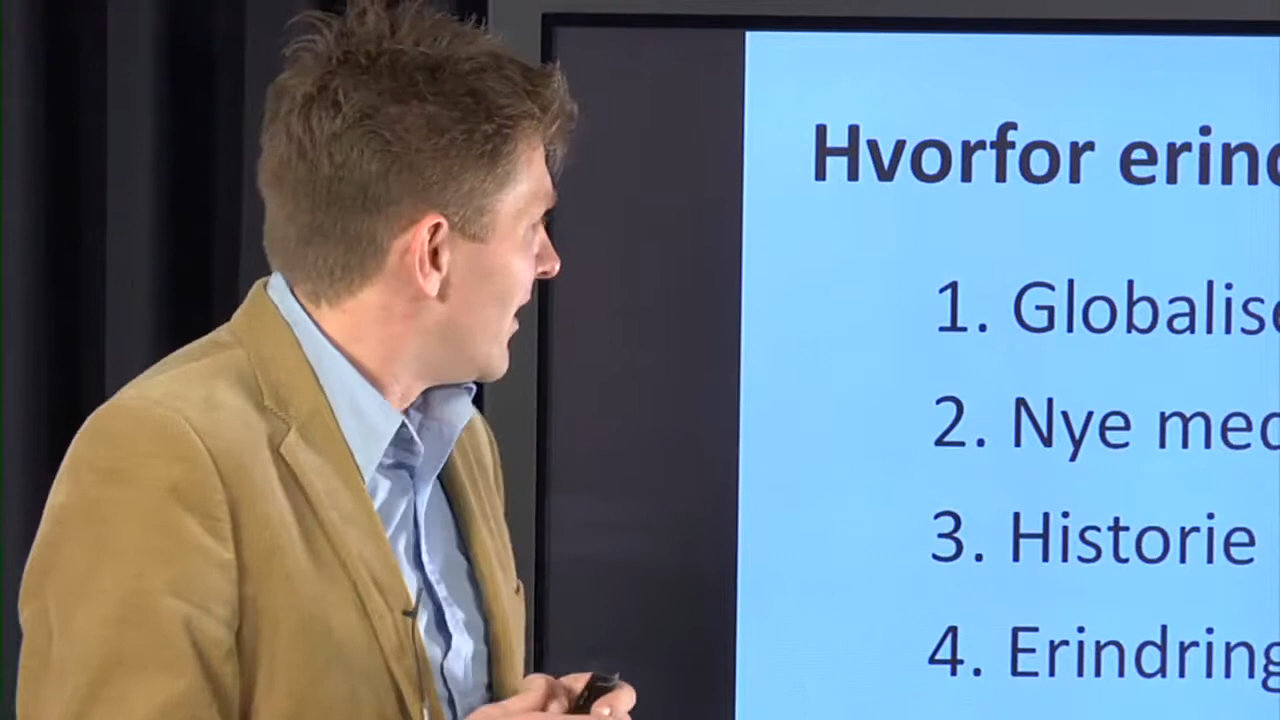 Hvorfor erind
1. Globalise
2. Nye med
3. Historie
4. Erindring